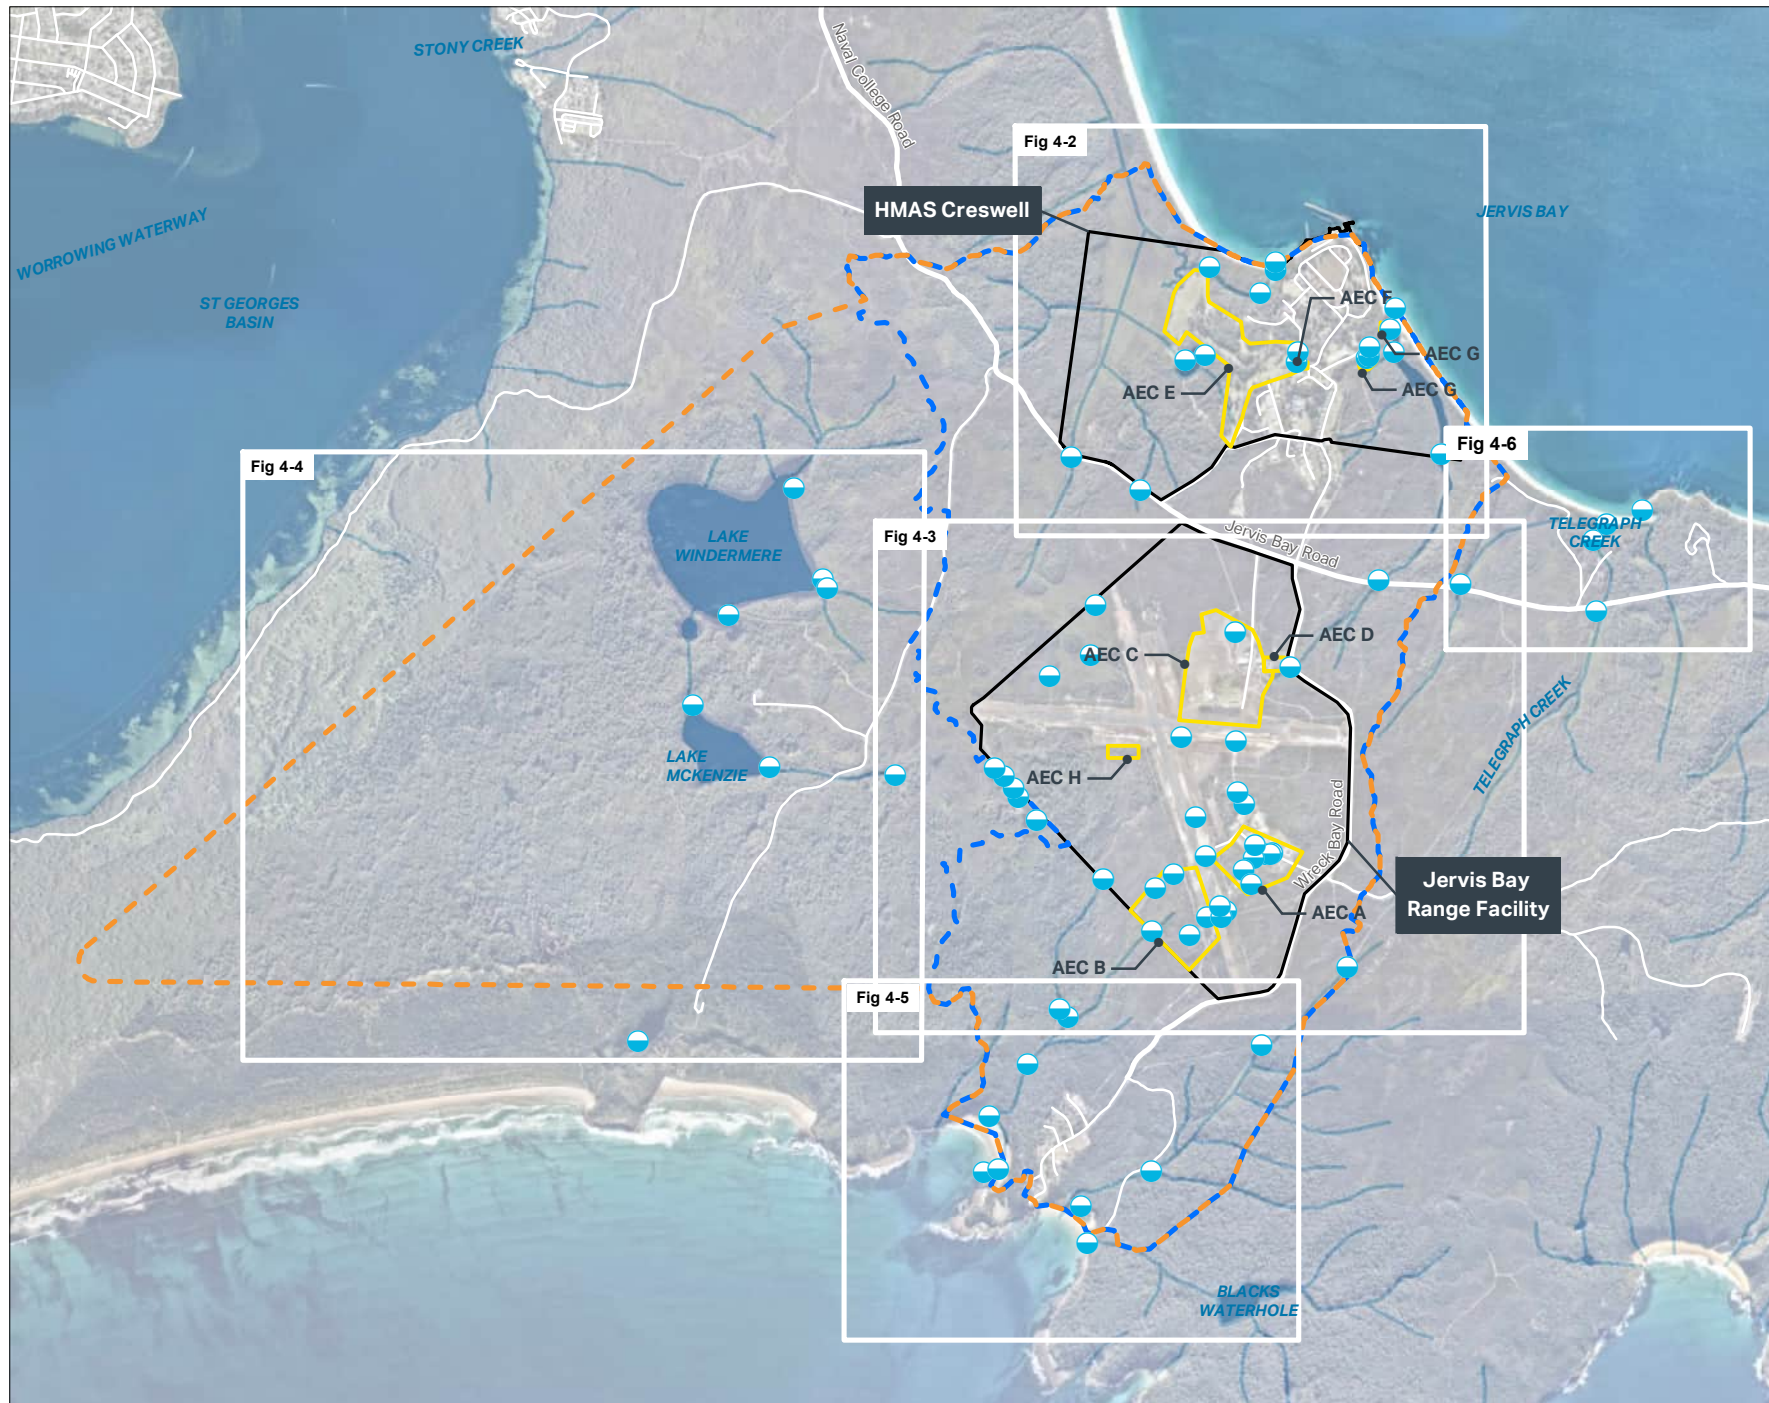 STONY CREEK
Naval College Road
Fig 4-2
HMAS Creswell
JERVIS BAY
WORROWING WATERWAY
ST GEORGES
BASIN
AEC F
AEC G
AEC E
AEC G
Fig 4-6
Fig 4-4
TELEGRAPH
CREEK
Fig 4-3
Jervis Bay Road
LAKE
WINDERMERE
AEC D
AEC C
TELEGRAPH CREEK
LAKE
MCKENZIE
AEC H
Wreck Bay Road
Jervis Bay
Range Facility
AEC A
AEC B
Fig 4-5
BLACKS
WATERHOLE